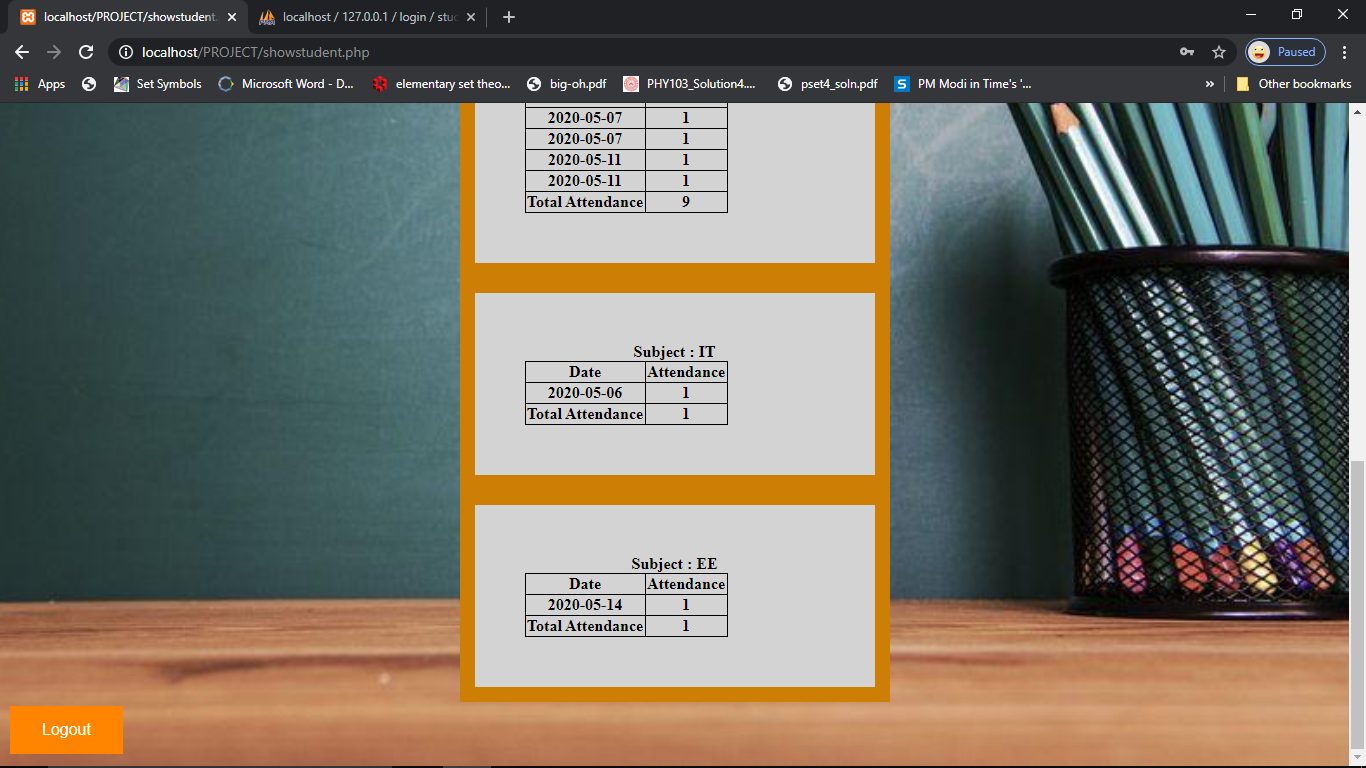 localhost/PROJECT/showstudent.
localhost / 127.0.0.1 / login / stud
localhost/PROJECT/showstudent.php
Paused
Apps
Set Symbols
Microsoft Word - D...
elementary set theo...
big-oh.pdf
PHY103_Solution4....
pset4_soln.pdf
S
PM Modi in Time's '...
»
Other bookmarks
2020-05-07 1
2020-05-07 1
2020-05-11 1
2020-05-11 1
Total Attendance 9
Subject : IT
Date Attendance
2020-05-06 1
Total Attendance 1
Subject : EE
Date Attendance
2020-05-14 1
Total Attendance 1
Logout